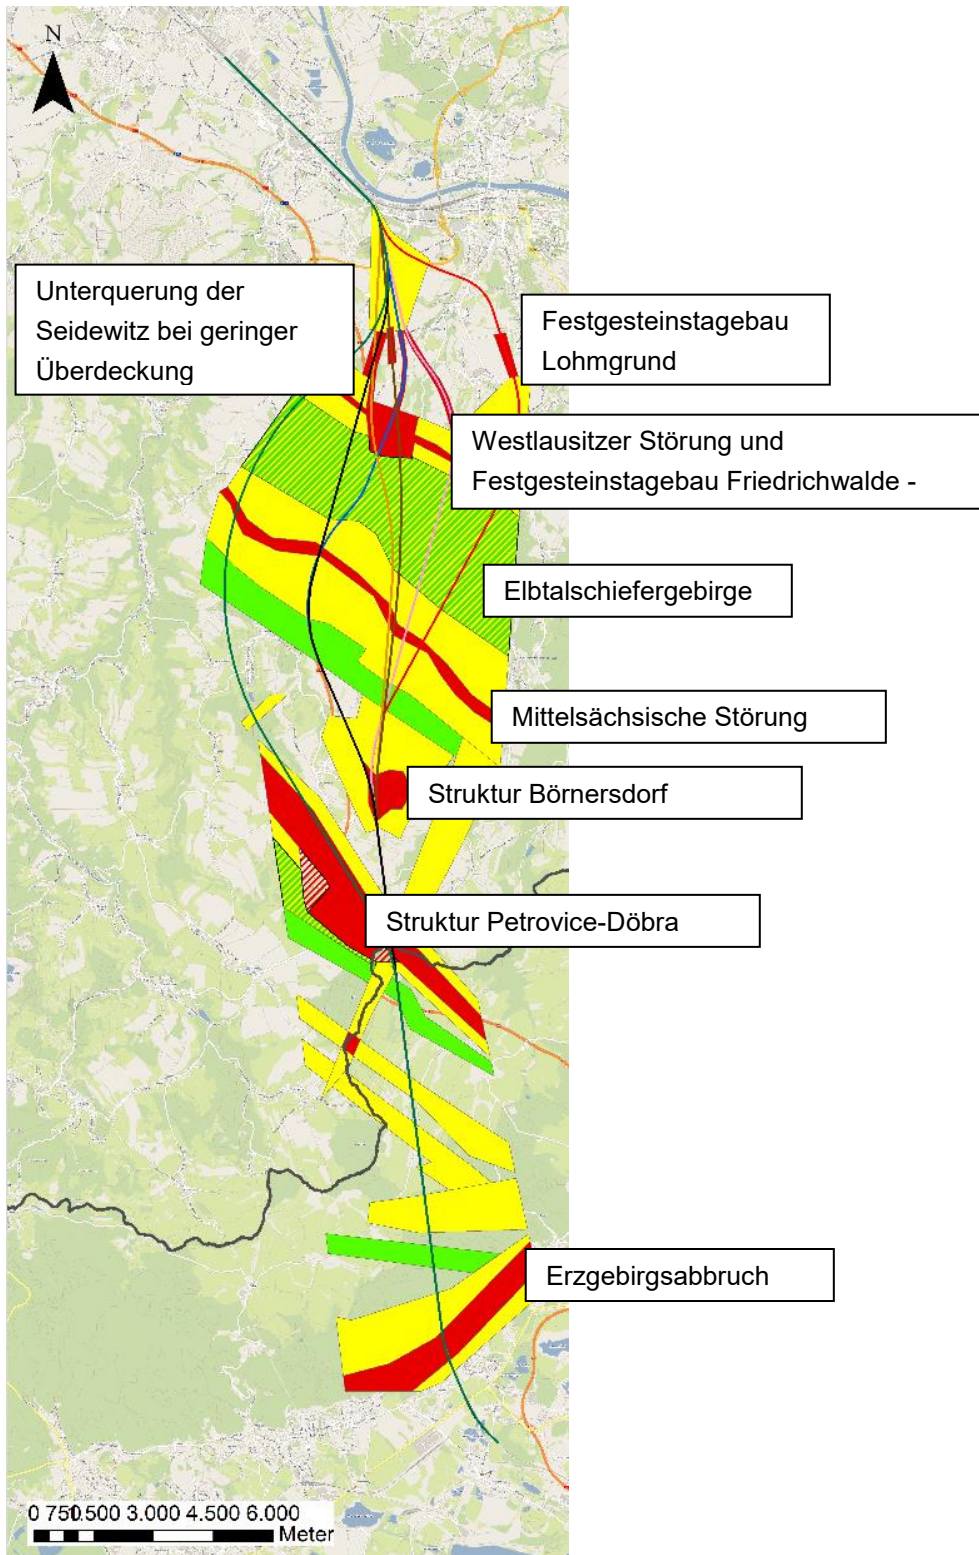 N
Unterquerung der
Seidewitz bei geringer
Überdeckung
Festgesteinstagebau
Lohmgrund
Westlausitzer Störung und
Festgesteinstagebau Friedrichwalde -
Elbtalschiefergebirge
Mittelsächsische Störung
Struktur Börnersdorf
Struktur Petrovice-Döbra
Erzgebirgsabbruch
0 750 1.500 3.000 4.500 6.000
Meter